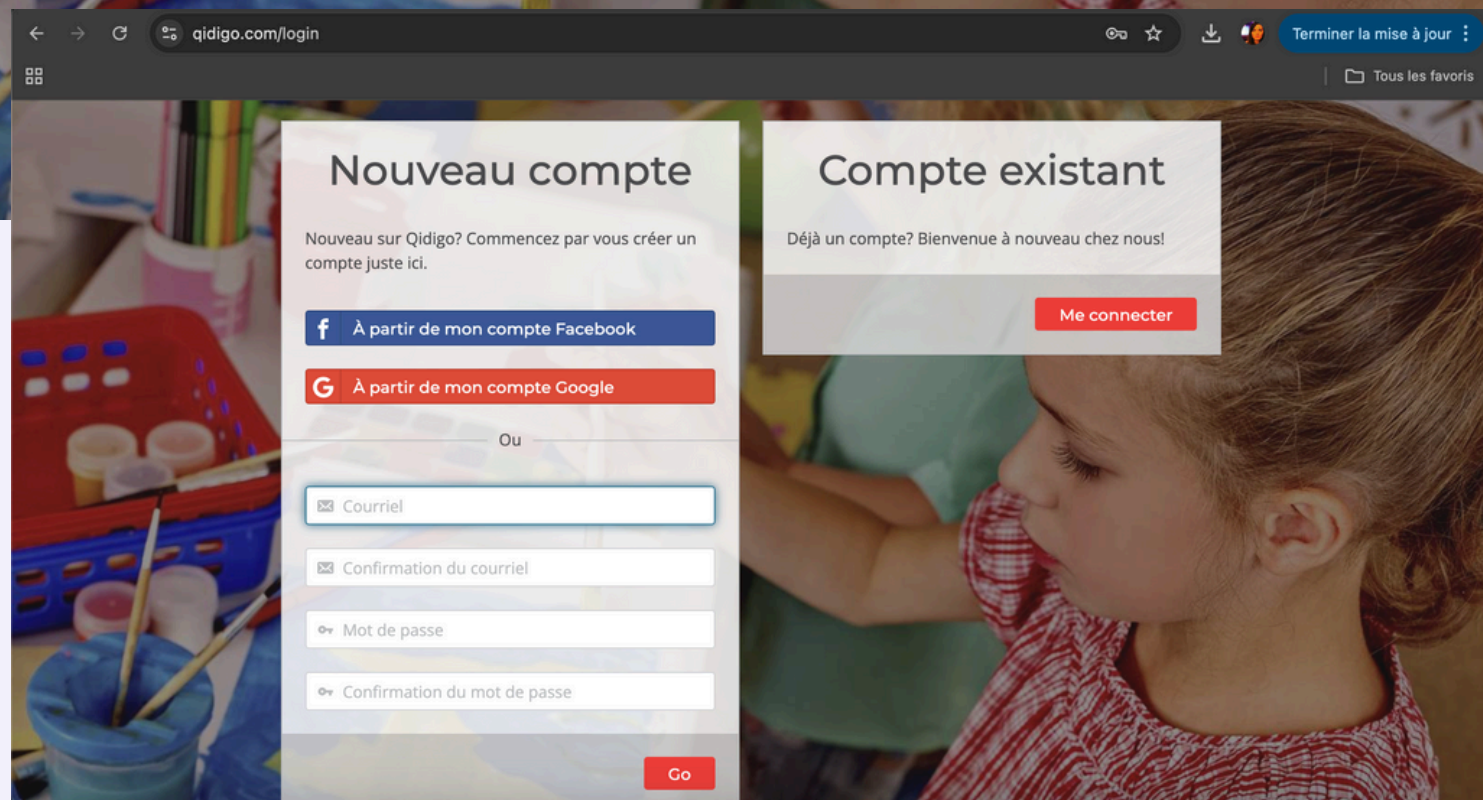 qidigo.com/login
Terminer la mise à jour
Tous les favoris
Nouveau compte
Nouveau sur Qidigo? Commencez par vous créer un
compte juste ici.
f À partir de mon compte Facebook
G À partir de mon compte Google
Ou
Courriel
Confirmation du courriel
Mot de passe
Confirmation du mot de passe
Go
Compte existant
Déjà un compte? Bienvenue à nouveau chez nous!
Me connecter